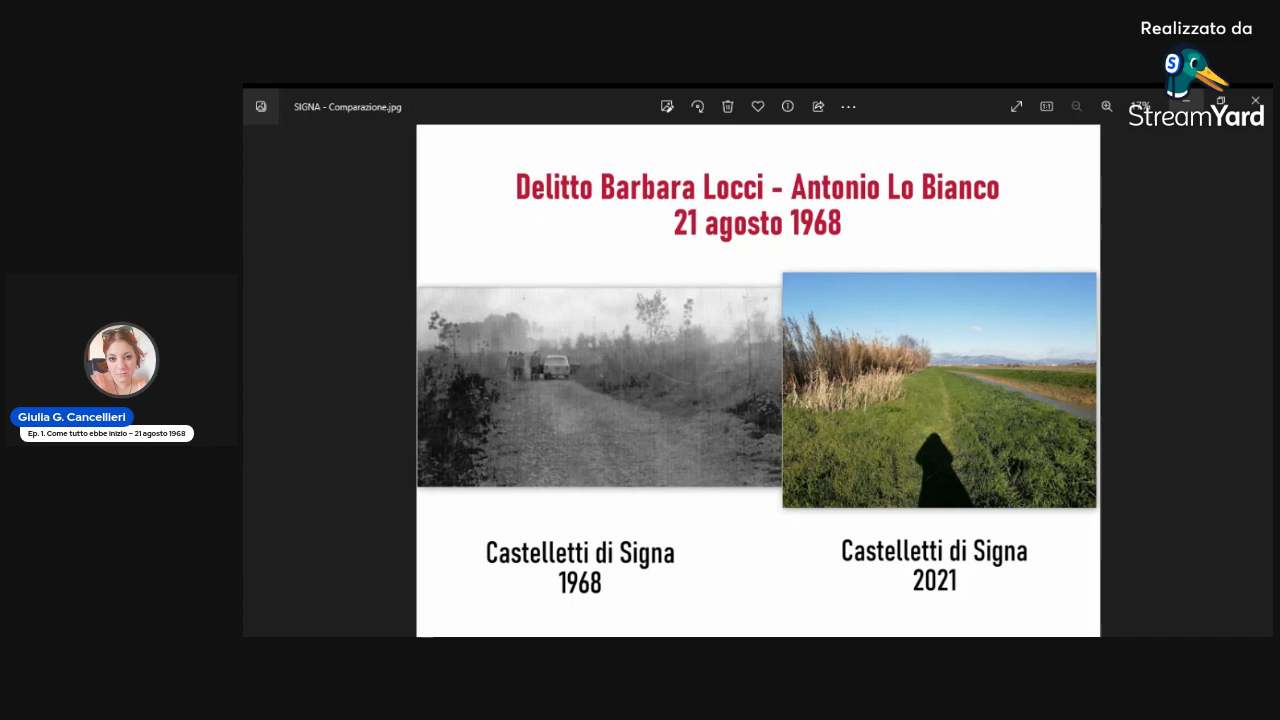 Realizzato da
StreamYard
SIGNA - Comparazione.jpg
Delitto Barbara Locci - Antonio Lo Bianco
21 agosto 1968
Castelletti di Signa
1968
Castelletti di Signa
2021
Giulia G. Cancellieri
Ep. 1. Come tutto ebbe inizio – 21 agosto 1968